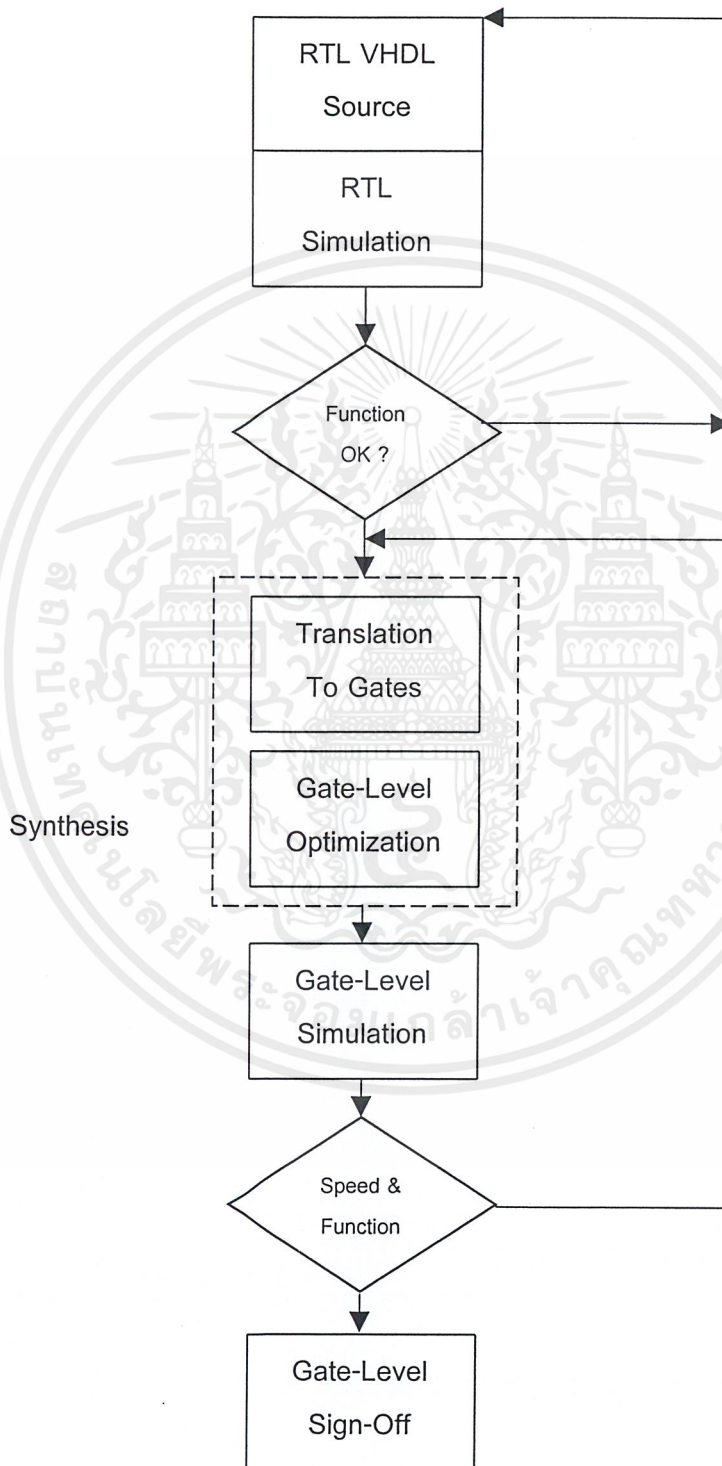 RTL VHDL
Source
RTL
Simulation
Function
OK ?
Translation
To Gates
Synthesis
Gate-Level
Optimization
Gate-Level
Simulation
Speed &
Function
Gate-Level
Sign-Off